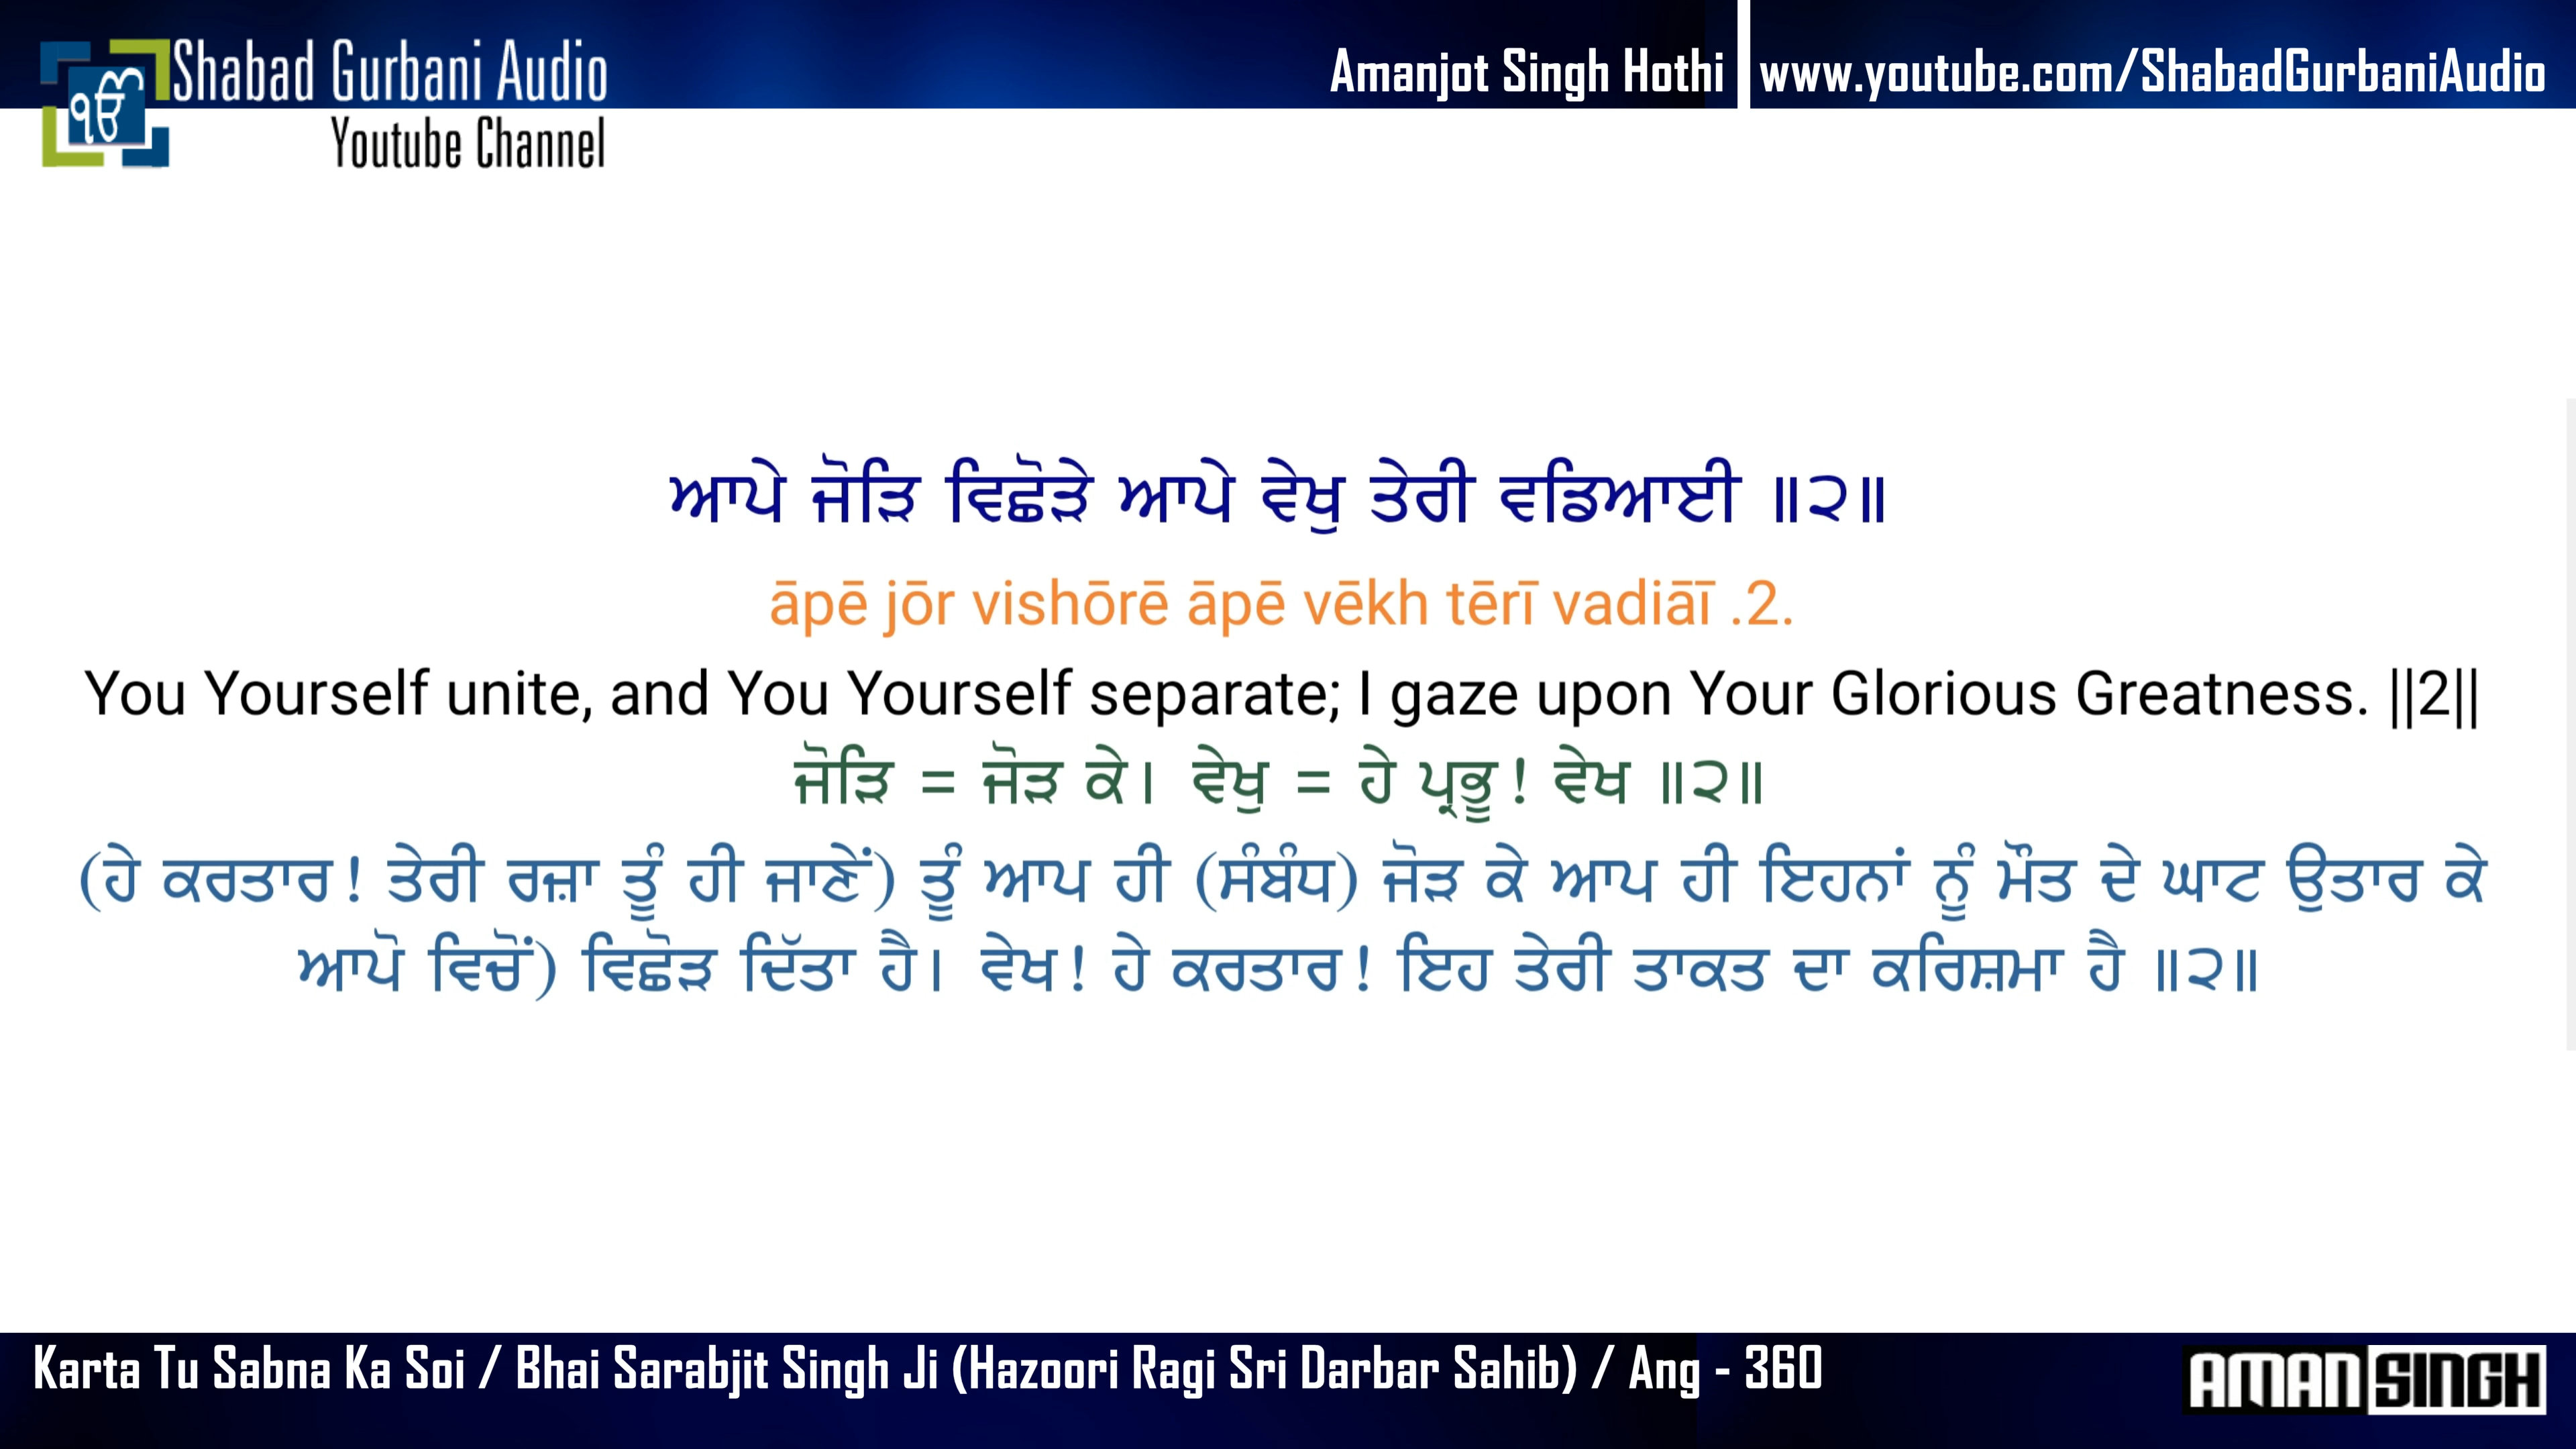 Shabad Gurbani Audio
Youtube Channel
ੴ
Amanjot Singh Hothi
www.youtube.com/ShabadGurbaniAudio
ਆਪੇ ਜੋੜਿ ਵਿਛੋੜੇ ਆਪੇ ਵੇਖੁ ਤੇਰੀ ਵਡਿਆਈ ॥੨॥
āpē jōr vishōrē āpē vēkh tērī vadiāī .2.
You Yourself unite, and You Yourself separate; I gaze upon Your Glorious Greatness. ||2||
ਜੋੜਿ = ਜੋੜ ਕੇ। ਵੇਖੁ = ਹੇ ਪ੍ਰਭੂ! ਵੇਖ ॥੨॥
(ਹੇ ਕਰਤਾਰ! ਤੇਰੀ ਰਜ਼ਾ ਤੂੰ ਹੀ ਜਾਣੇਂ) ਤੂੰ ਆਪ ਹੀ (ਸੰਬੰਧ) ਜੋੜ ਕੇ ਆਪ ਹੀ ਇਹਨਾਂ ਨੂੰ ਮੌਤ ਦੇ ਘਾਟ ਉਤਾਰ ਕੇ
ਆਪੋ ਵਿਚੋਂ) ਵਿਛੋੜ ਦਿੱਤਾ ਹੈ। ਵੇਖ! ਹੇ ਕਰਤਾਰ! ਇਹ ਤੇਰੀ ਤਾਕਤ ਦਾ ਕਰਿਸ਼ਮਾ ਹੈ ॥੨॥
Karta Tu Sabna Ka Soi / Bhai Sarabjit Singh Ji (Hazoori Ragi Sri Darbar Sahib) / Ang - 360
AMAN SINGH